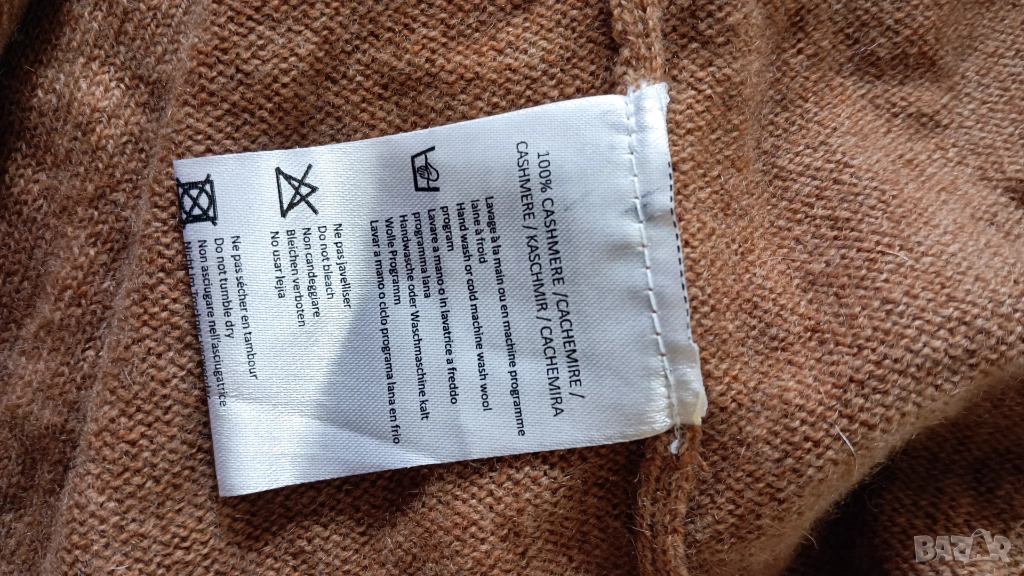 100% CASHMERE /CACHEMIRE /
CASHMERE / KASCHMIR / CACHEMIRA
Lavage à la main ou en machine programme
laine à froid
Hand wash or cold machine wash wool
program
Lavare a mano o in lavatrice a freddo
programma lana
Handwasche oder Waschmaschine kalt
Wolle Programm
Lavar a mano o ciclo programa lana en frio
Ne pas javelliser
Do not bleach
Non candeggiare
Bleichen verboten
No usar lejia
Ne pas sécher en tambour
Do not tumble dry
Non asciugare nell'asciugatrice
BAZAR